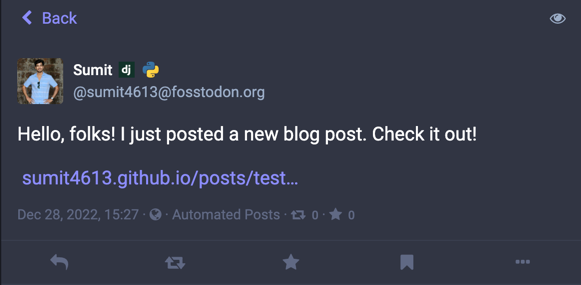 Back
Sumit dj
@sumit4613@fosstodon.org
Hello, folks! I just posted a new blog post. Check it out!
sumit4613.github.io/posts/test…
Dec 28, 2022, 15:27 · · Automated Posts · 0 · 0